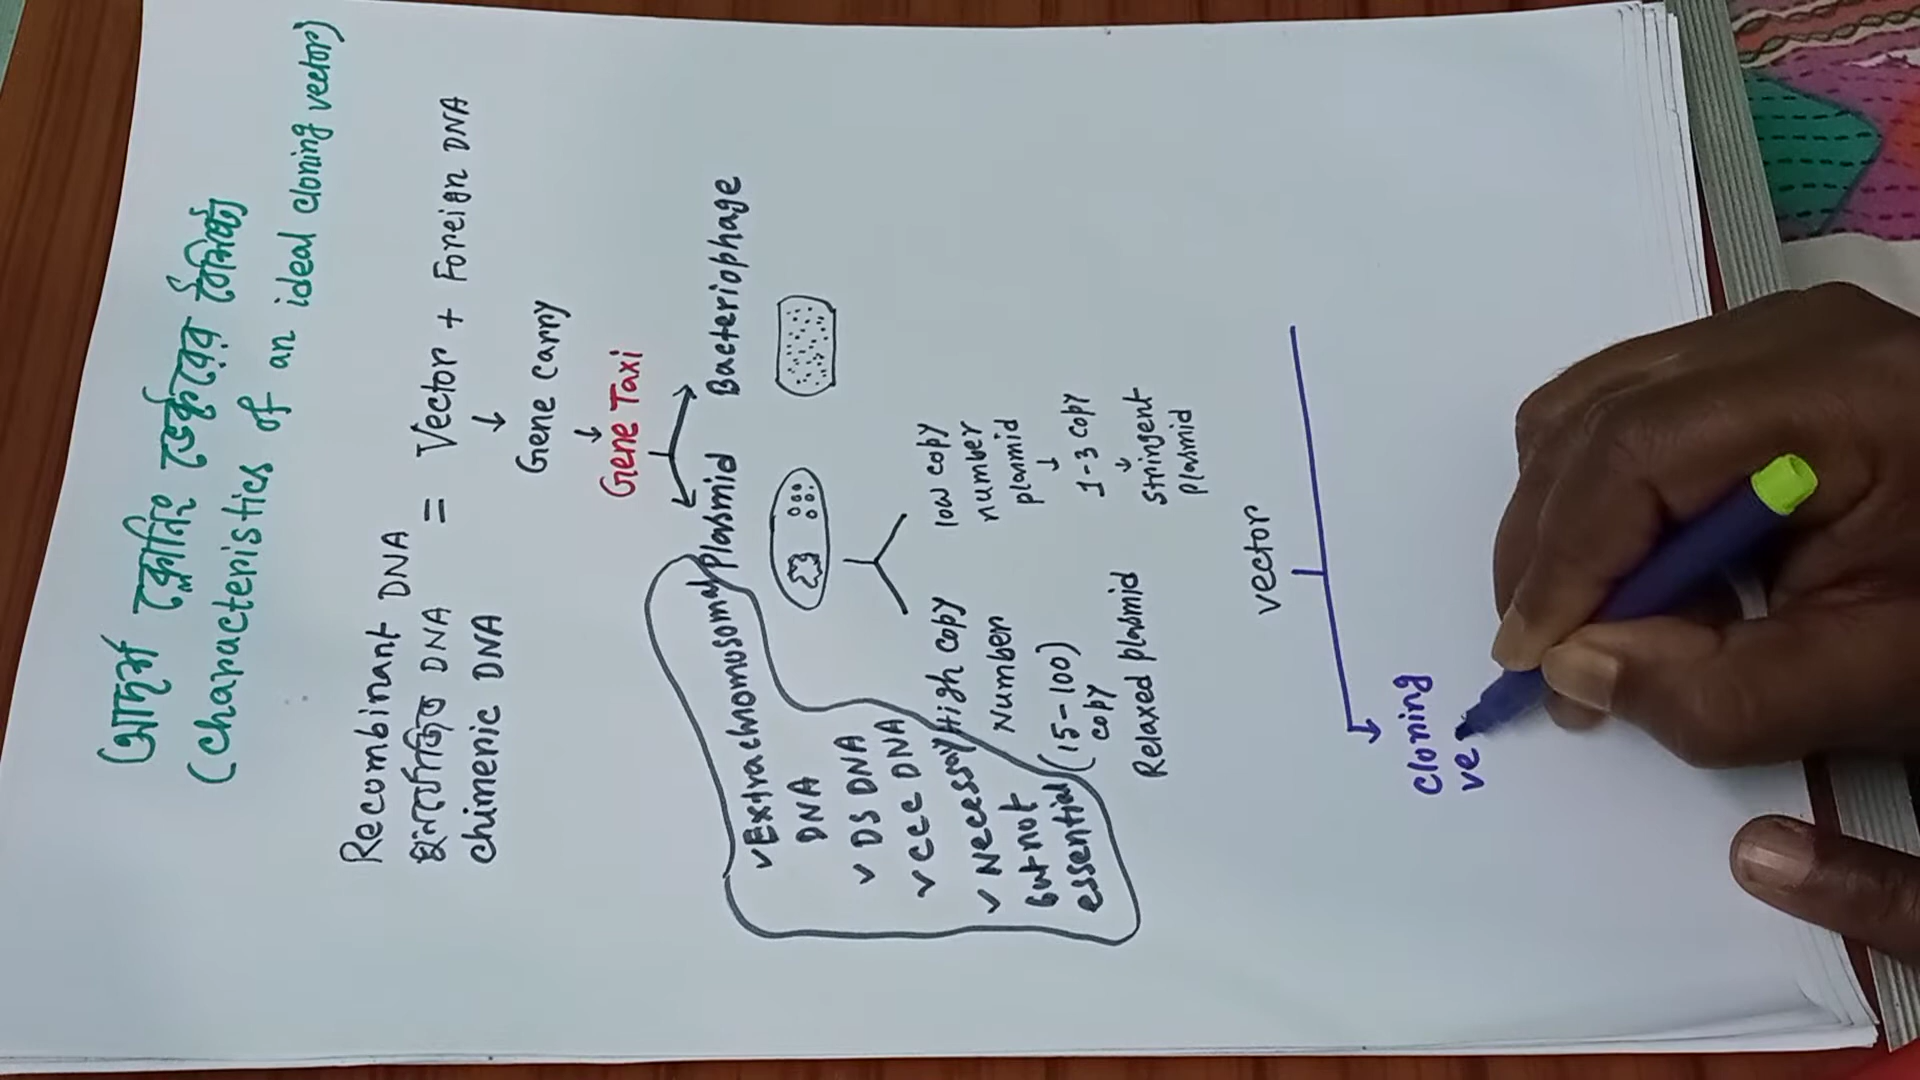 আদর্শ ক্লোনিং ভেক্টরের বৈশিষ্ট্য
(characteristics of an ideal cloning vector)
Recombinant DNA = Vector + Foreign DNA
DNA
chimeric DNA
↓
Gene carry
↓
Gene Taxi
Plasmid
Bacteriophage
✓ Extrachromosomal
DNA
✓ DS DNA
✓ CCC DNA
✓ Necessary
but not
essential
High copy
Number
(15-100)
copy
Relaxed plasmid
low copy
number
plasmid
↓
1-3 copy
↓
stringent
plasmid
vector
cloning
ve